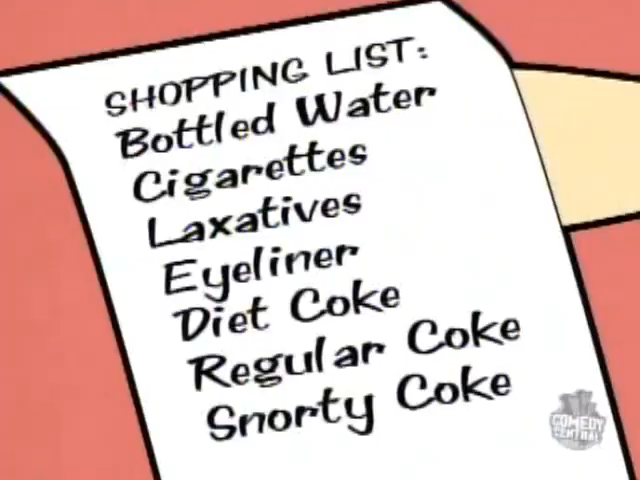 SHOPPING LIST:
Bottled Water
Cigarettes
Laxatives
Eyeliner
Diet Coke
Regular Coke
Snorty Coke
COMEDY
CENTRAL